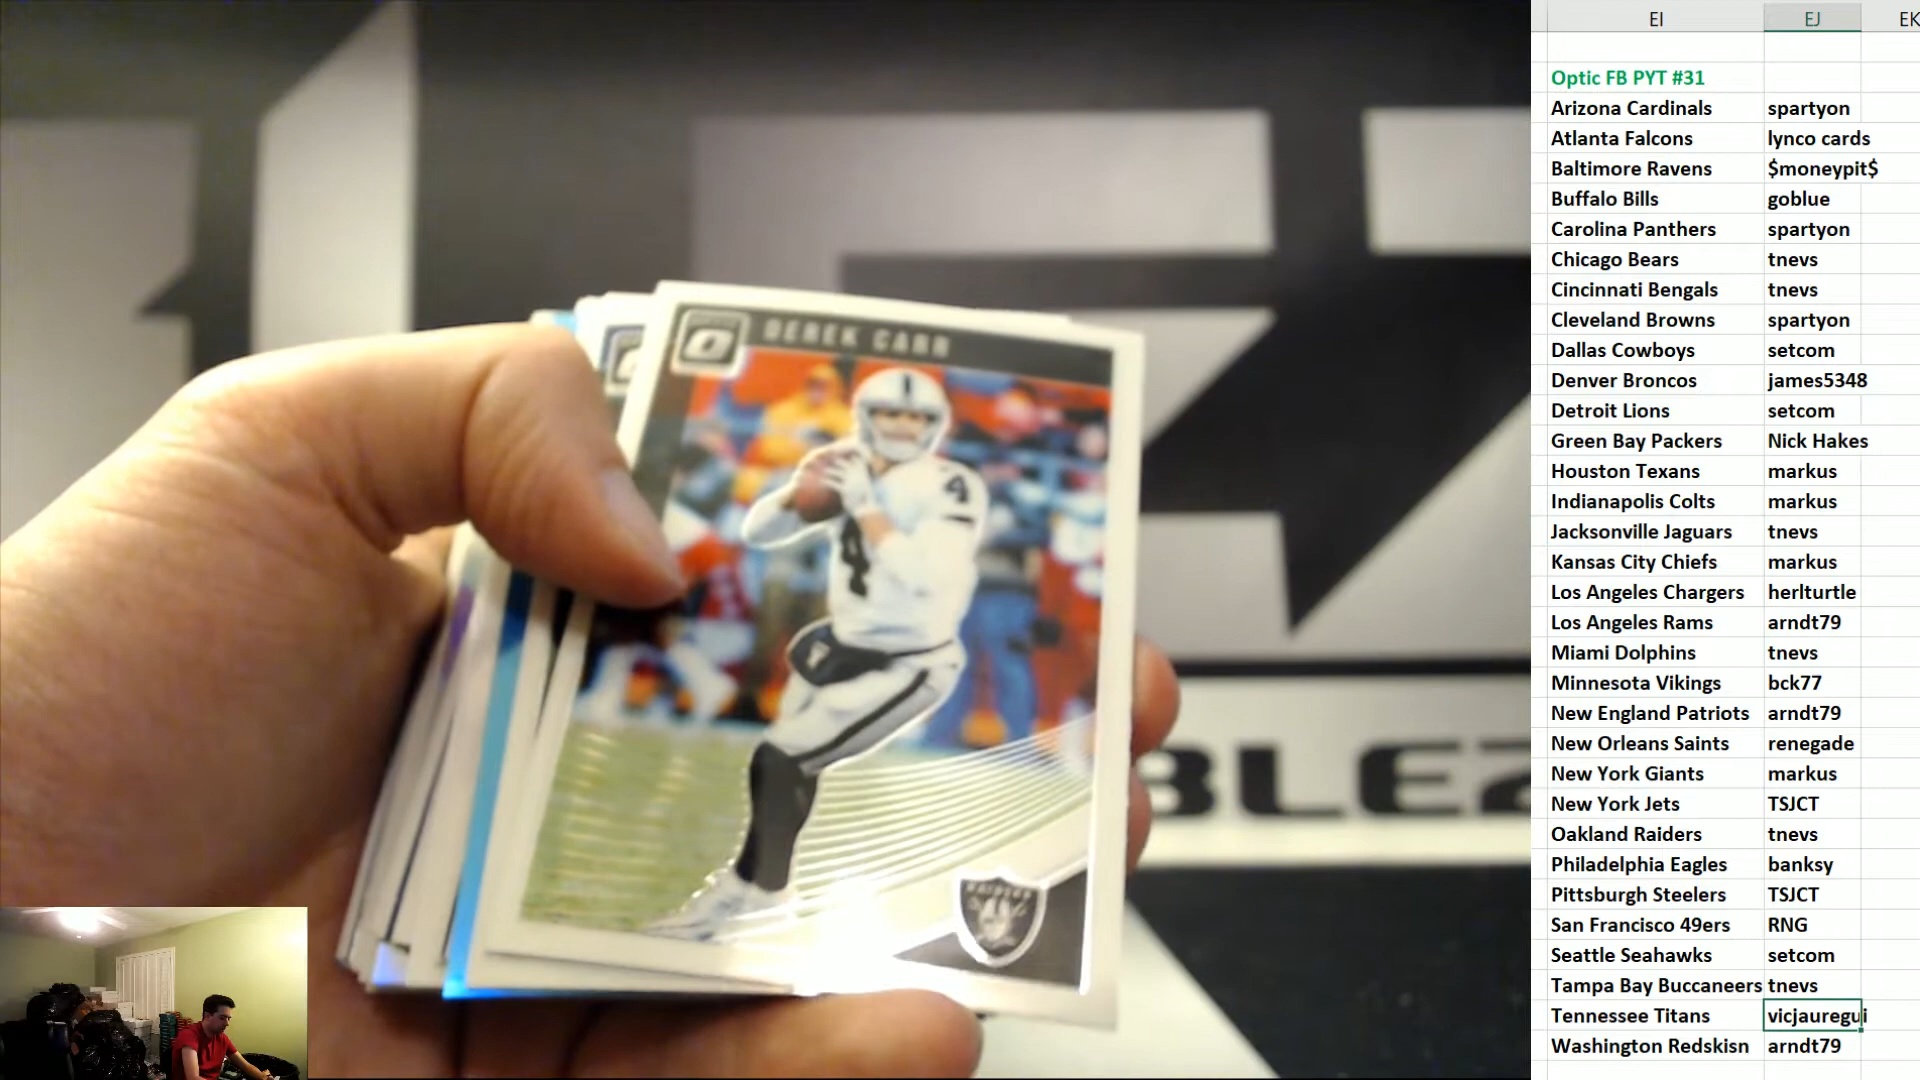 DEREK CARR
4
4
RAIDERS
BLEZ
EI EJ EK
Optic FB PYT #31
Arizona Cardinals spartyon
Atlanta Falcons lynco cards
Baltimore Ravens $moneypit$
Buffalo Bills goblue
Carolina Panthers spartyon
Chicago Bears tnevs
Cincinnati Bengals tnevs
Cleveland Browns spartyon
Dallas Cowboys setcom
Denver Broncos james5348
Detroit Lions setcom
Green Bay Packers Nick Hakes
Houston Texans markus
Indianapolis Colts markus
Jacksonville Jaguars tnevs
Kansas City Chiefs markus
Los Angeles Chargers herlturtle
Los Angeles Rams arndt79
Miami Dolphins tnevs
Minnesota Vikings bck77
New England Patriots arndt79
New Orleans Saints renegade
New York Giants markus
New York Jets TSJCT
Oakland Raiders tnevs
Philadelphia Eagles banksy
Pittsburgh Steelers TSJCT
San Francisco 49ers RNG
Seattle Seahawks setcom
Tampa Bay Buccaneers tnevs
Tennessee Titans vicjauregui
Washington Redskisn arndt79